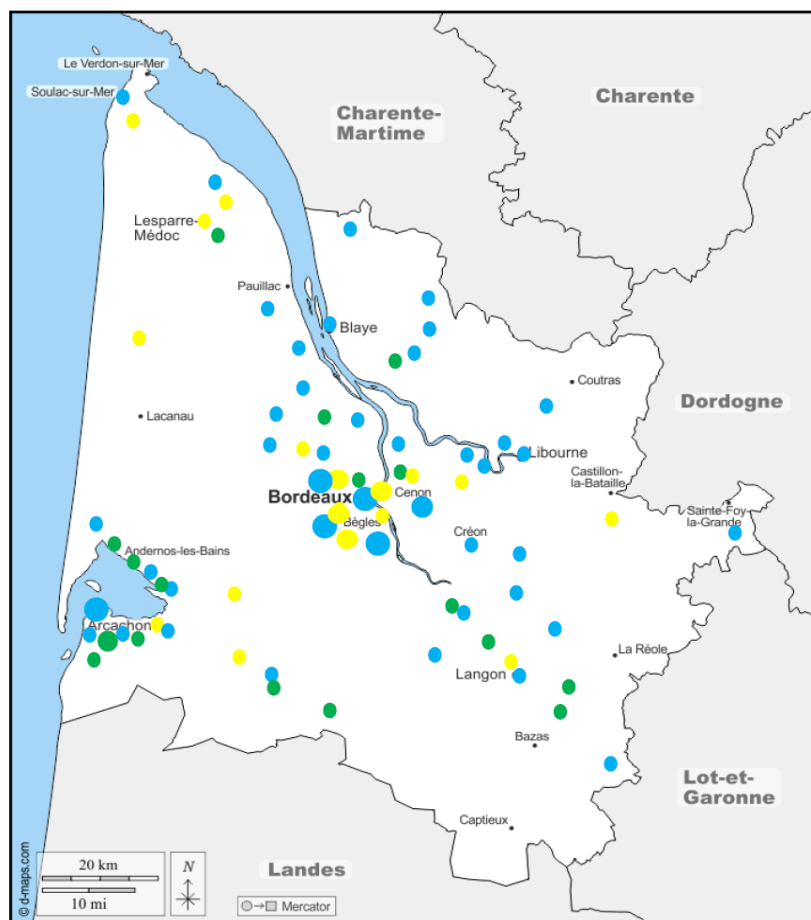 Le Verdon-sur-Mer
Soulac-sur-Mer
Charente-
Martime
Charente
Lesparre-
Médoc
Pauillac
Blaye
Coutras
Dordogne
Lacanau
Libourne
Castillon-
la-Bataille
Bordeaux
Cenon
Sainte-Foy
-la-Grande
Bègles
Créon
Andernos-les-Bains
Arcachon
La Réole
Langon
Bazas
Lot-et-
Garonne
Captieux
Landes
20 km
10 mi
N
Mercator
© d-maps.com